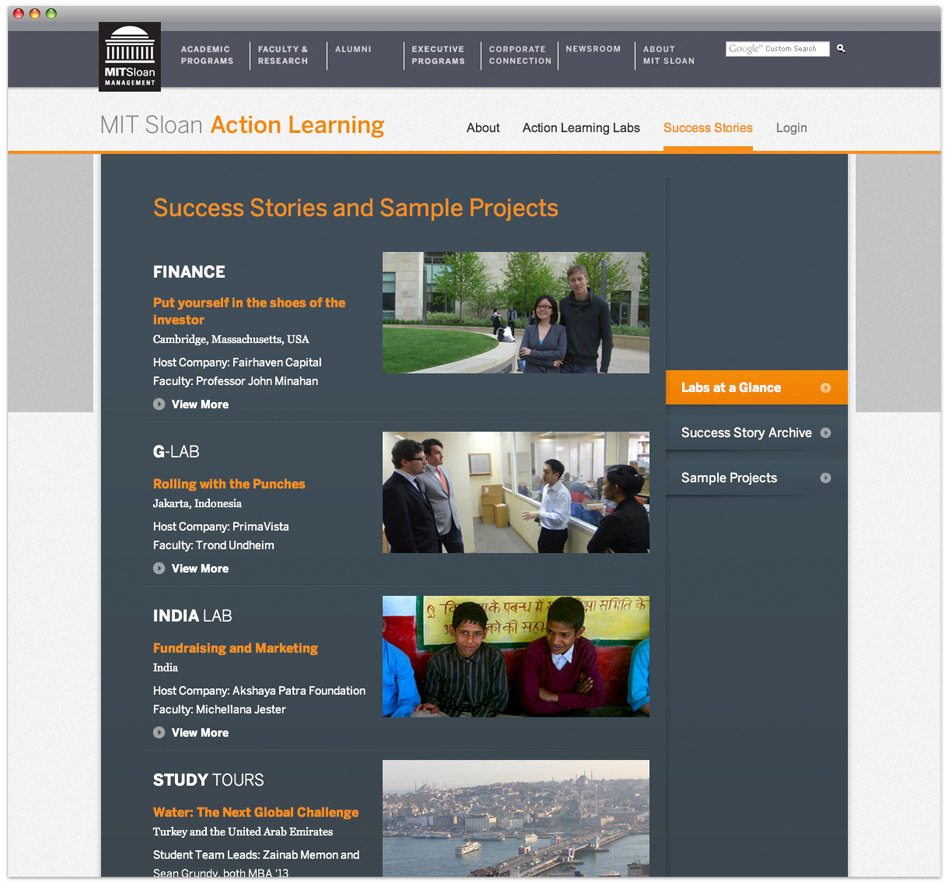 MITSloan
MANAGEMENT
ACADEMIC
PROGRAMS
FACULTY &
RESEARCH
ALUMNI
EXECUTIVE
PROGRAMS
CORPORATE
CONNECTION
NEWSROOM
ABOUT
MIT SLOAN
Google™ Custom Search
MIT Sloan Action Learning
About
Action Learning Labs
Success Stories
Login
Success Stories and Sample Projects
FINANCE
Put yourself in the shoes of the
investor
Cambridge, Massachusetts, USA
Host Company: Fairhaven Capital
Faculty: Professor John Minahan
View More
G-LAB
Rolling with the Punches
Jakarta, Indonesia
Host Company: PrimaVista
Faculty: Trond Undheim
View More
INDIA LAB
Fundraising and Marketing
India
Host Company: Akshaya Patra Foundation
Faculty: Michellana Jester
View More
STUDY TOURS
Water: The Next Global Challenge
Turkey and the United Arab Emirates
Student Team Leads: Zainab Memon and
Sean Grundy, both MBA '13
Labs at a Glance
Success Story Archive
Sample Projects